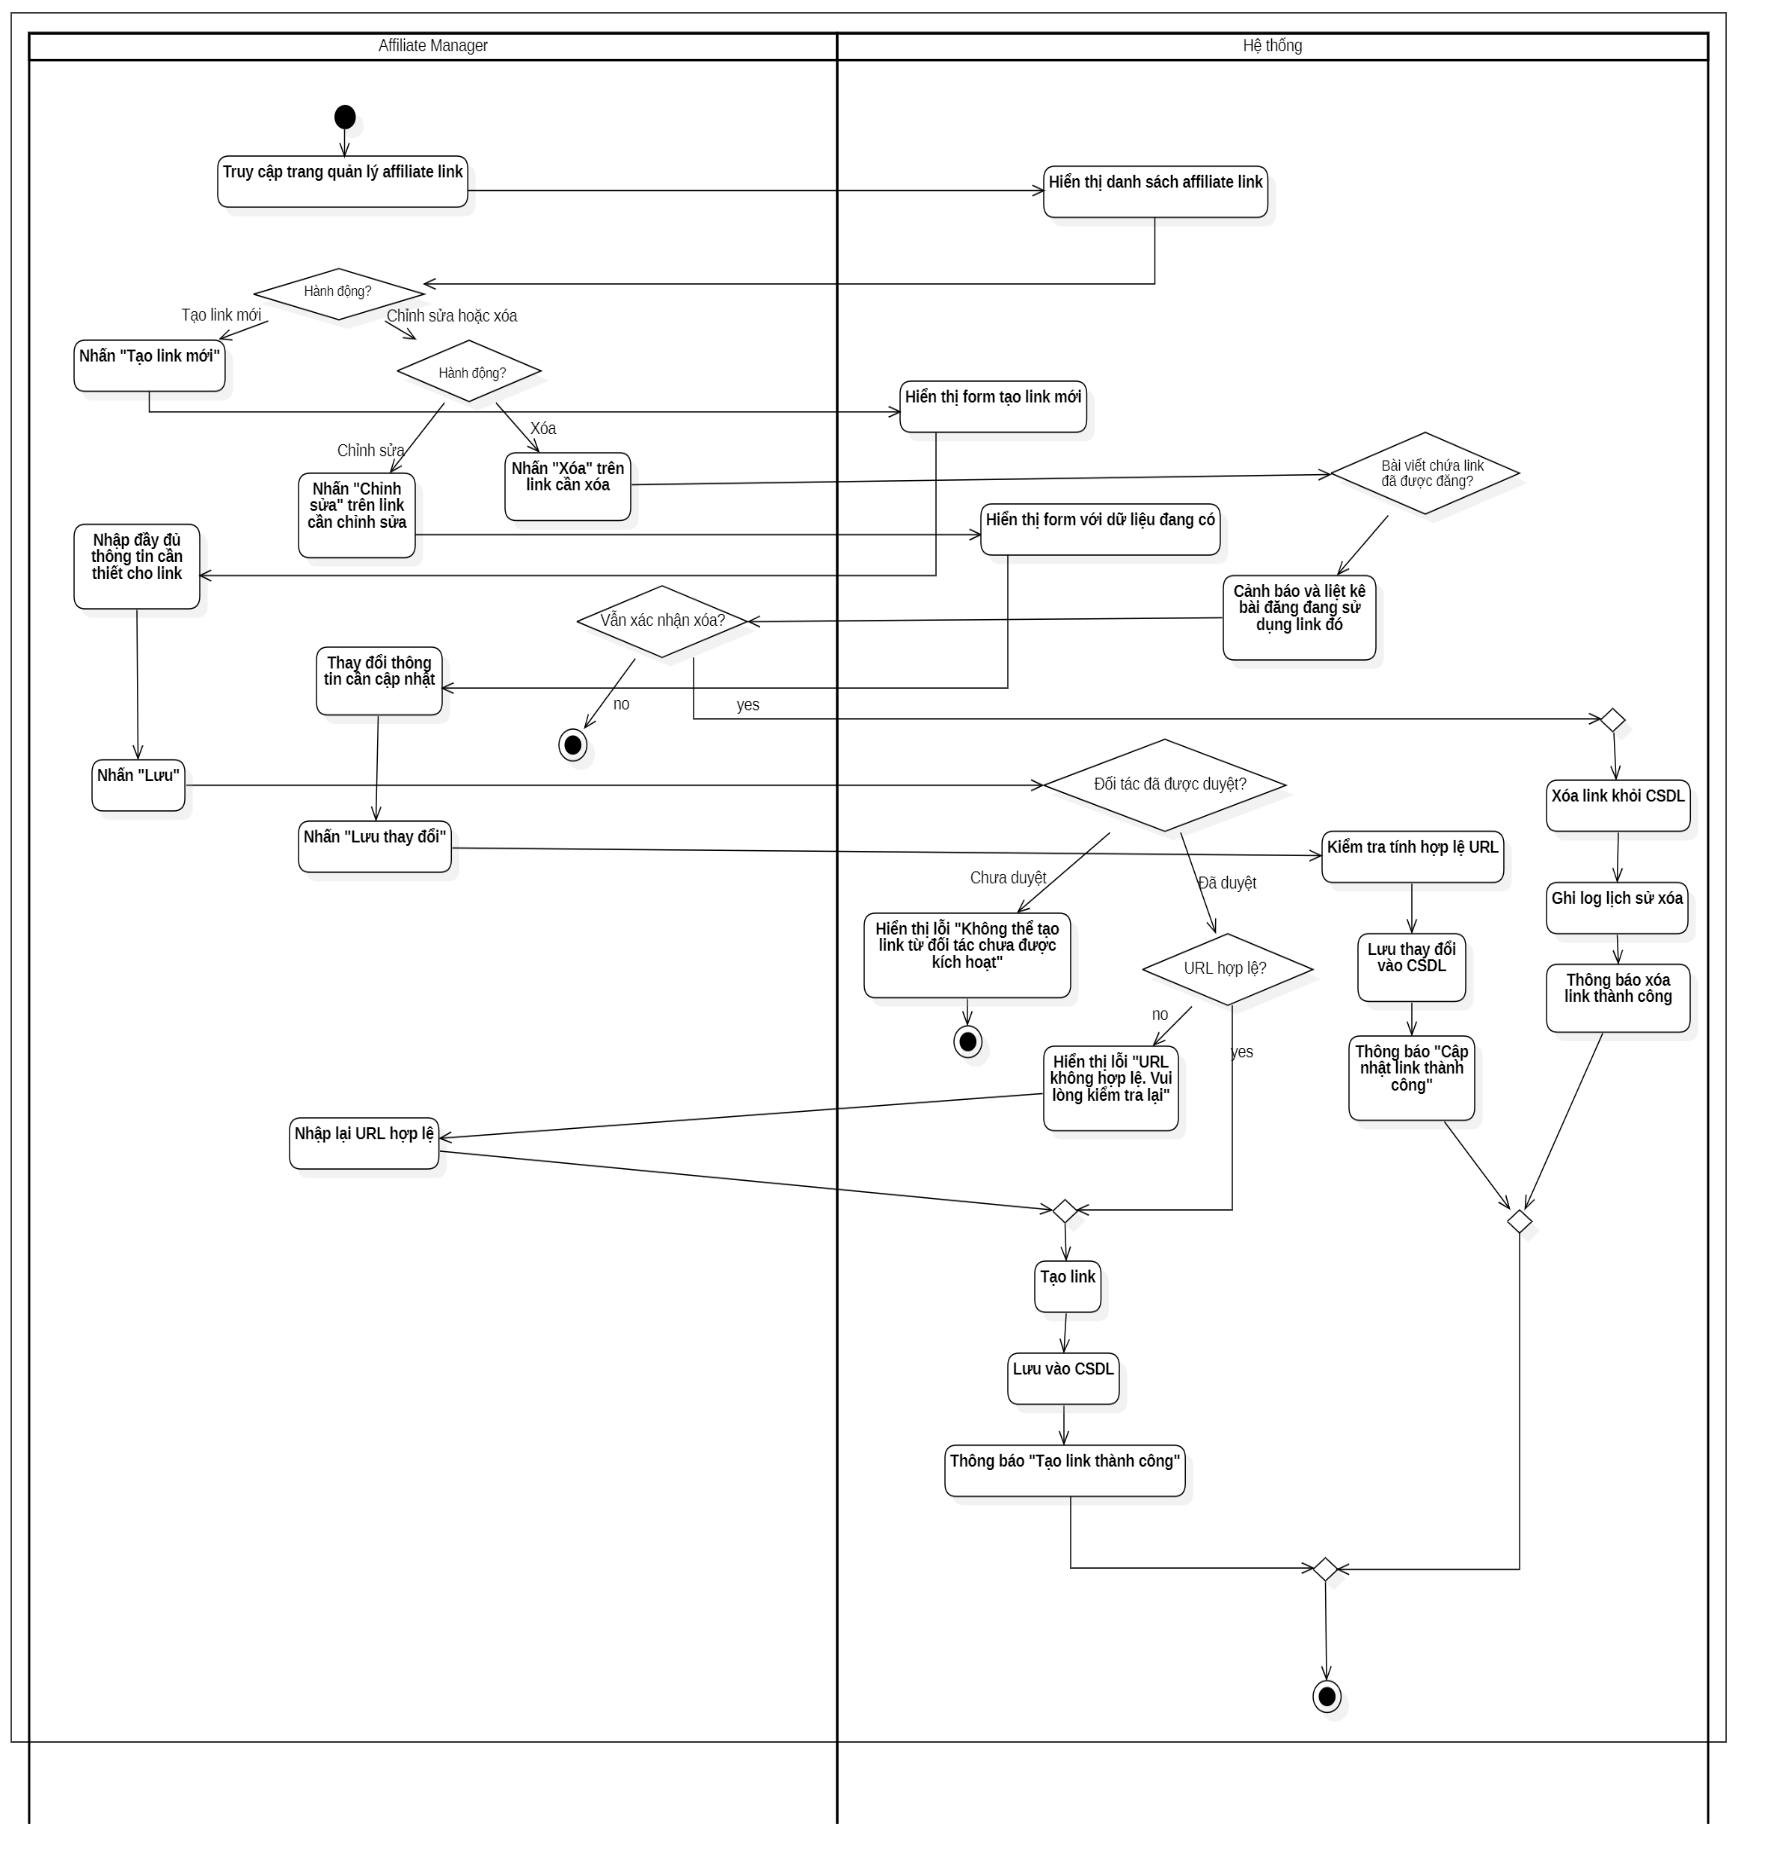 Affiliate Manager
Hệ thống
Truy cập trang quản lý affiliate link
Hiển thị danh sách affiliate link
Hành động?
Tạo link mới
Chỉnh sửa hoặc xóa
Nhấn "Tạo link mới"
Hành động?
Hiển thị form tạo link mới
Xóa
Chỉnh sửa
Nhấn "Xóa" trên
link cần xóa
Bài viết chứa link
đã được đăng?
Nhấn "Chỉnh
sửa" trên link
cần chỉnh sửa
Hiển thị form với dữ liệu đang có
Nhập đầy đủ
thông tin cần
thiết cho link
Cảnh báo và liệt kê
bài đăng đang sử
dụng link đó
Vẫn xác nhận xóa?
Thay đổi thông
tin cần cập nhật
no
yes
Nhấn "Lưu"
Đối tác đã được duyệt?
Xóa link khỏi CSDL
Nhấn "Lưu thay đổi"
Kiểm tra tính hợp lệ URL
Chưa duyệt
Đã duyệt
Ghi log lịch sử xóa
Hiển thị lỗi "Không thể tạo
link từ đối tác chưa được
kích hoạt"
URL hợp lệ?
Lưu thay đổi
vào CSDL
Thông báo xóa
link thành công
no
yes
Hiển thị lỗi "URL
không hợp lệ. Vui
lòng kiểm tra lại"
Thông báo "Cập
nhật link thành
công"
Nhập lại URL hợp lệ
Tạo link
Lưu vào CSDL
Thông báo "Tạo link thành công"